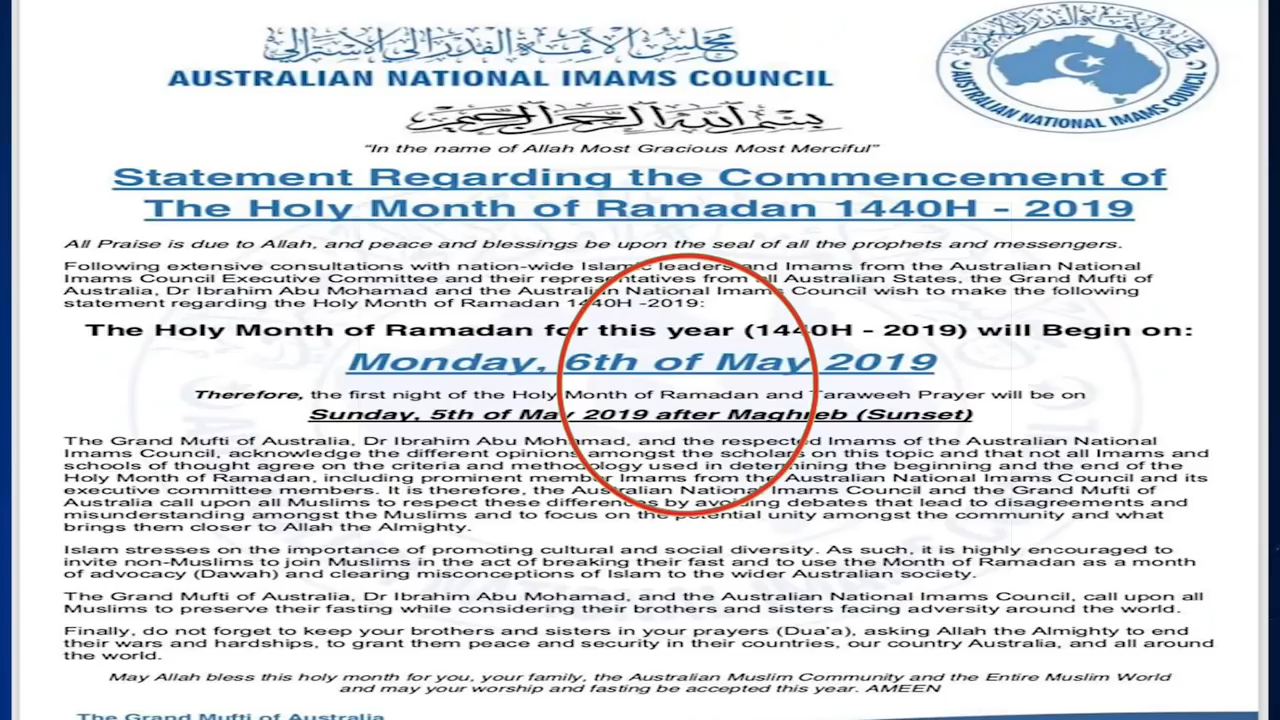 مجلس الأئمة الفدرالي الأسترالي
AUSTRALIAN NATIONAL IMAMS COUNCIL
مجلس الأئمة الفدرالي الأسترالي
AUSTRALIAN NATIONAL IMAMS COUNCIL
بسم الله الرحمن الرحيم
“In the name of Allah Most Gracious Most Merciful”
Statement Regarding the Commencement of
The Holy Month of Ramadan 1440H - 2019
All Praise is due to Allah, and peace and blessings be upon the seal of all the prophets and messengers.
Following extensive consultations with nation-wide Islamic leaders and Imams from the Australian National
Imams Council Executive Committee and their representatives from all Australian States, the Grand Mufti of
Australia, Dr Ibrahim Abu Mohamad and the Australian National Imams Council wish to make the following
statement regarding the Holy Month of Ramadan 1440H -2019:
The Holy Month of Ramadan for this year (1440H - 2019) will Begin on:
Monday, 6th of May 2019
Therefore, the first night of the Holy Month of Ramadan and Taraweeh Prayer will be on
Sunday, 5th of May 2019 after Maghreb (Sunset)
The Grand Mufti of Australia, Dr Ibrahim Abu Mohamad, and the respected Imams of the Australian National
Imams Council, acknowledge the different opinions amongst the scholars on this topic and that not all Imams and
schools of thought agree on the criteria and methodology used in determining the beginning and the end of the
Holy Month of Ramadan, including prominent member Imams from the Australian National Imams Council and its
executive committee members. It is therefore, the Australian National Imams Council and the Grand Mufti of
Australia call upon all Muslims to respect these differences by avoiding debates that lead to disagreements and
misunderstanding amongst the Muslims and to focus on the potential unity amongst the community and what
brings them closer to Allah the Almighty.
Islam stresses on the importance of promoting cultural and social diversity. As such, it is highly encouraged to
invite non-Muslims to join Muslims in the act of breaking their fast and to use the Month of Ramadan as a month
of advocacy (Dawah) and clearing misconceptions of Islam to the wider Australian society.
The Grand Mufti of Australia, Dr Ibrahim Abu Mohamad, and the Australian National Imams Council, call upon all
Muslims to preserve their fasting while considering their brothers and sisters facing adversity around the world.
Finally, do not forget to keep your brothers and sisters in your prayers (Dua'a), asking Allah the Almighty to end
their wars and hardships, to grant them peace and security in their countries, our country Australia, and all around
the world.
May Allah bless this holy month for you, your family, the Australian Muslim Community and the Entire Muslim World
and may your worship and fasting be accepted this year. AMEEN
The Grand Mufti of Australia